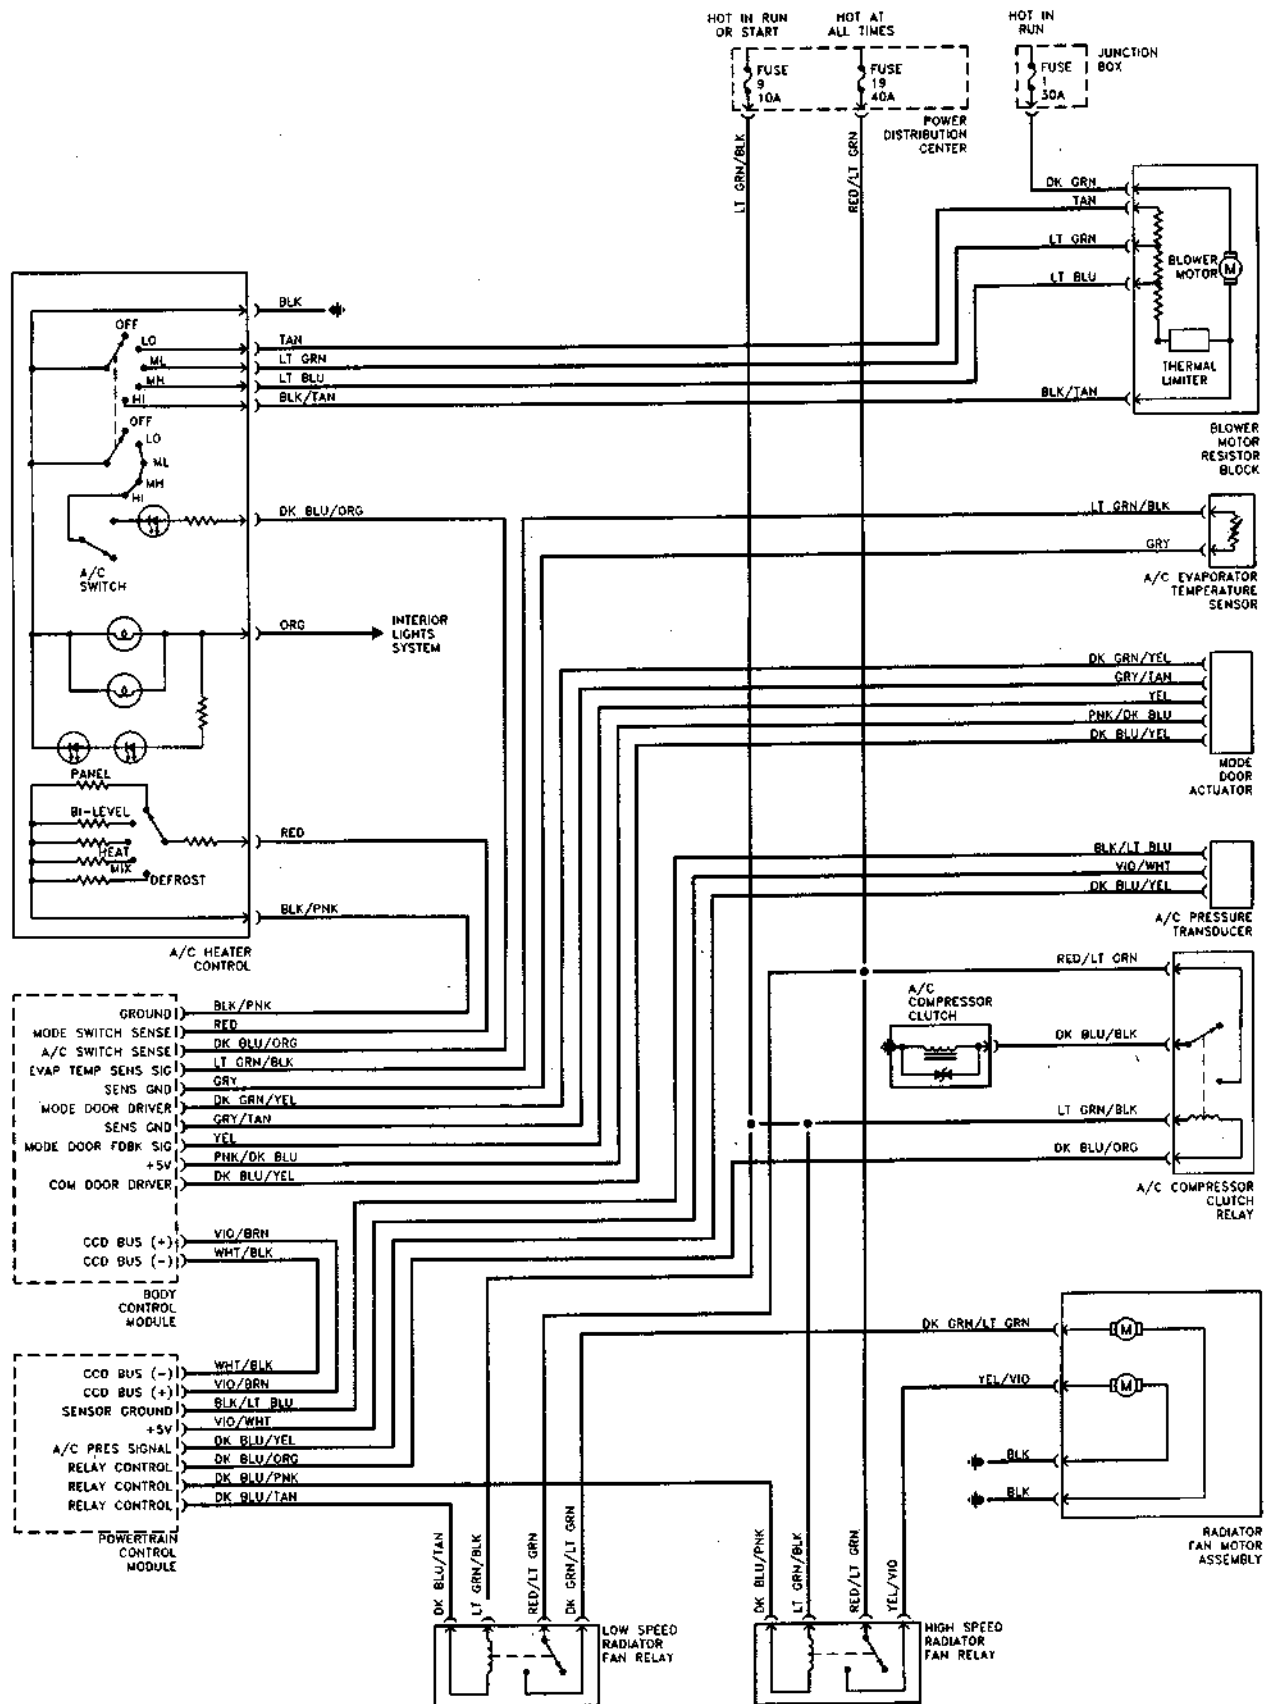 HOT IN RUN
OR START
HOT AT
ALL TIMES
HOT IN
RUN
FUSE
9
10A
FUSE
19
40A
FUSE
1
30A
JUNCTION
BOX
POWER
DISTRIBUTION
CENTER
LT GRN/BLK
RED/LT GRN
DK GRN
TAN
LT GRN
LT BLU
BLK/TAN
BLOWER
MOTOR
M
THERMAL
LIMITER
BLOWER
MOTOR
RESISTOR
BLOCK
BLK
OFF
LO
TAN
ML
LT GRN
MH
LT BLU
HI
BLK/TAN
OFF
LO
ML
MH
HI
DK BLU/ORG
A/C
SWITCH
LT GRN/BLK
GRY
A/C EVAPORATOR
TEMPERATURE
SENSOR
ORG
INTERIOR
LIGHTS
SYSTEM
DK GRN/YEL
GRY/TAN
YEL
PNK/DK BLU
DK BLU/YEL
MODE
DOOR
ACTUATOR
PANEL
BI-LEVEL
HEAT
MIX
DEFROST
RED
BLK/PNK
A/C HEATER
CONTROL
BLK/LT BLU
VIO/WHT
DK BLU/YEL
A/C PRESSURE
TRANSDUCER
RED/LT GRN
A/C
COMPRESSOR
CLUTCH
DK BLU/BLK
LT GRN/BLK
DK BLU/ORG
A/C COMPRESSOR
CLUTCH
RELAY
GROUND BLK/PNK
MODE SWITCH SENSE RED
A/C SWITCH SENSE DK BLU/ORG
EVAP TEMP SENS SIG LT GRN/BLK
SENS GND GRY
MODE DOOR DRIVER DK GRN/YEL
SENS GND GRY/TAN
MODE DOOR FDBK SIG YEL
+5V PNK/DK BLU
COM DOOR DRIVER DK BLU/YEL
CCD BUS (+) VIO/BRN
CCD BUS (-) WHT/BLK
BODY
CONTROL
MODULE
CCD BUS (-) WHT/BLK
CCD BUS (+) VIO/BRN
SENSOR GROUND BLK/LT BLU
+5V VIO/WHT
A/C PRES SIGNAL DK BLU/YEL
RELAY CONTROL DK BLU/ORG
RELAY CONTROL DK BLU/PNK
RELAY CONTROL DK BLU/TAN
POWERTRAIN
CONTROL
MODULE
DK GRN/LT GRN
M
YEL/VIO
M
BLK
BLK
RADIATOR
FAN MOTOR
ASSEMBLY
DK BLU/TAN
LT GRN/BLK
RED/LT GRN
DK GRN/LT GRN
DK BLU/PNK
LT GRN/BLK
RED/LT GRN
YEL/VIO
LOW SPEED
RADIATOR
FAN RELAY
HIGH SPEED
RADIATOR
FAN RELAY